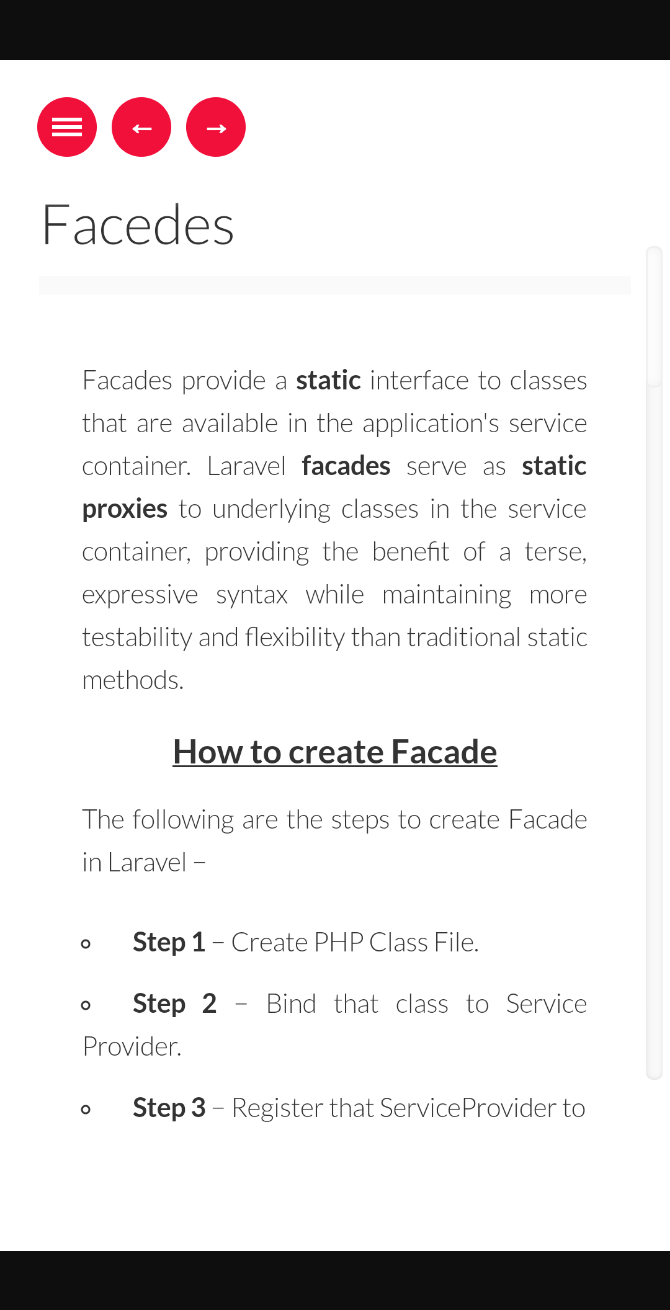 Facedes
Facades provide a static interface to classes
that are available in the application's service
container. Laravel facades serve as static
proxies to underlying classes in the service
container, providing the benefit of a terse,
expressive syntax while maintaining more
testability and flexibility than traditional static
methods.
How to create Facade
The following are the steps to create Facade
in Laravel –
Step 1 – Create PHP Class File.
Step 2 – Bind that class to Service
Provider.
Step 3 – Register that ServiceProvider to